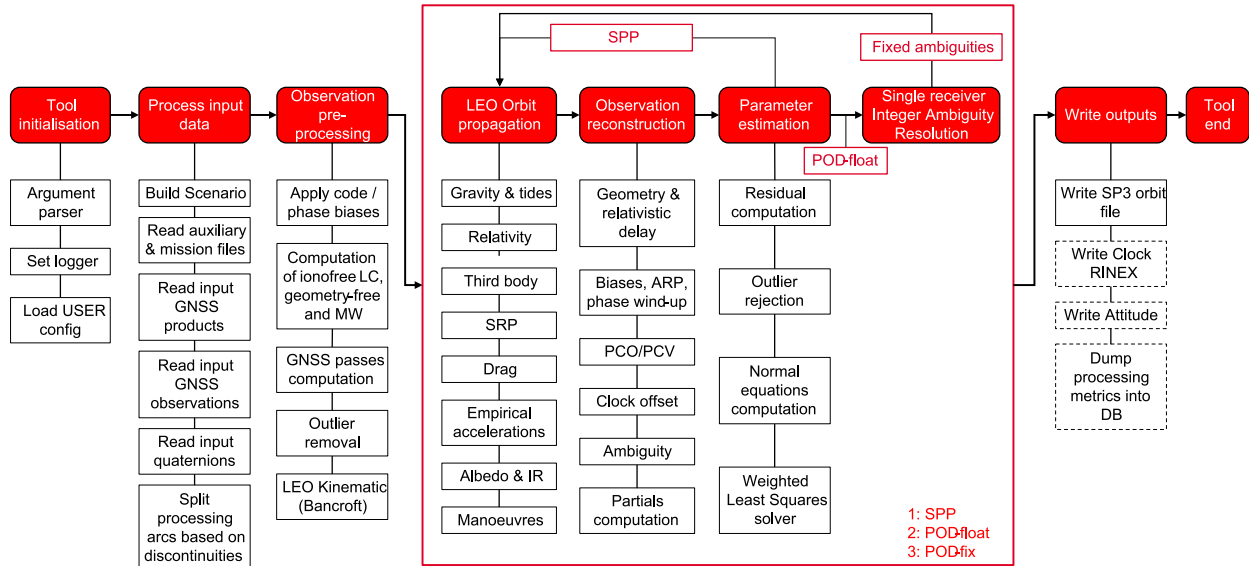 SPP
Fixed ambiguities
Tool
initialisation
Process input
data
Observation
pre-
processing
LEO Orbit
propagation
Observation
reconstruction
Parameter
estimation
Single receiver
Integer Ambiguity
Resolution
Write outputs
Tool
end
POD-float
Argument
parser
Set logger
Load USER
config
Build Scenario
Read auxiliary
& mission files
Read input
GNSS
products
Read input
GNSS
observations
Read input
quaternions
Split
processing
arcs based on
discontinuities
Apply code /
phase biases
Computation
of ionofree LC,
geometry-free
and MW
GNSS passes
computation
Outlier
removal
LEO Kinematic
(Bancroft)
Gravity & tides
Relativity
Third body
SRP
Drag
Empirical
accelerations
Albedo & IR
Manoeuvres
Geometry &
relativistic
delay
Biases, ARP,
phase wind-up
PCO/PCV
Clock offset
Ambiguity
Partials
computation
Residual
computation
Outlier
rejection
Normal
equations
computation
Weighted
Least Squares
solver
1: SPP
2: POD-float
3: POD-fix
Write SP3 orbit
file
Write Clock
RINEX
Write Attitude
Dump
processing
metrics into
DB